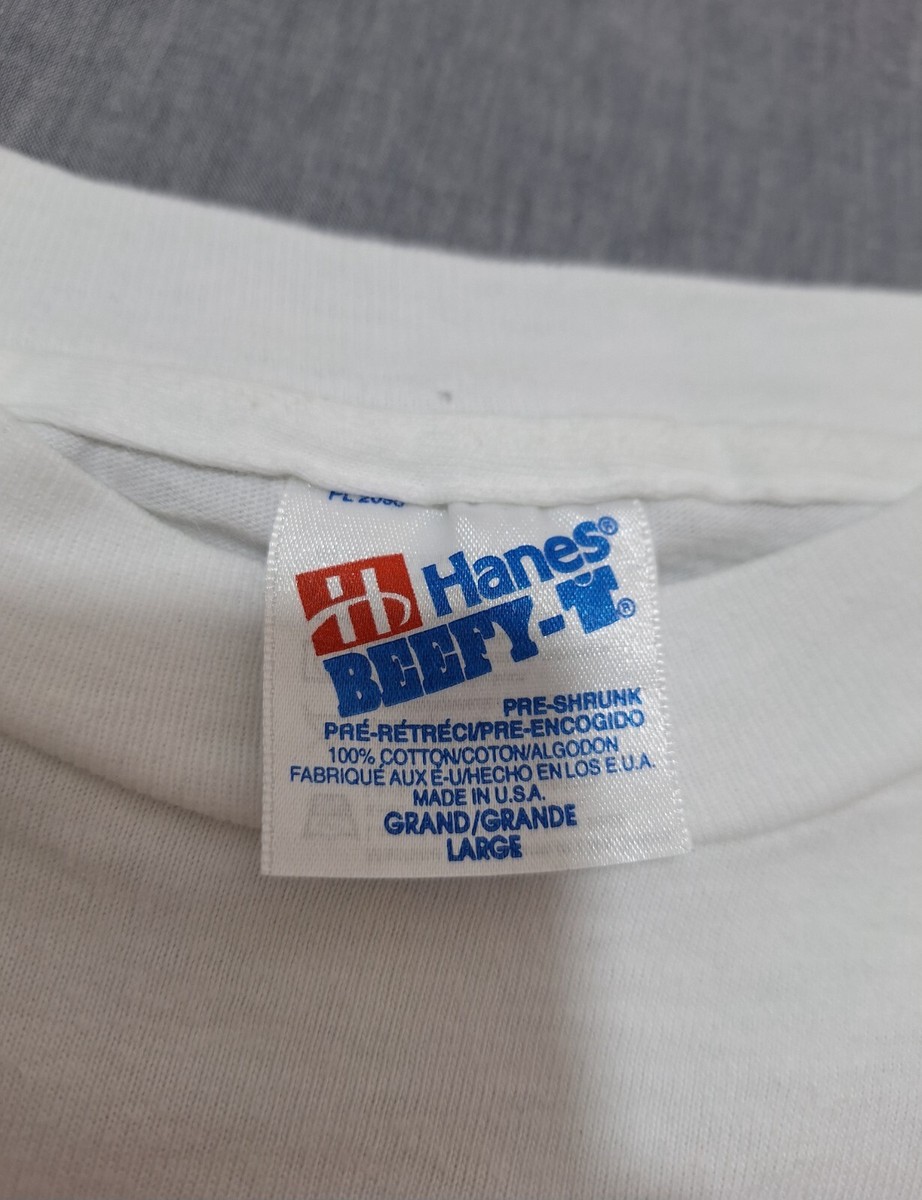 Hanes®
BEEFY-T®
PRE-SHRUNK
PRÉ-RÉTRÉCI/PRE-ENCOGIDO
100% COTTON/COTON/ALGODON
FABRIQUÉ AUX É-U/HECHO EN LOS E.U.A.
MADE IN U.S.A.
GRAND/GRANDE
LARGE